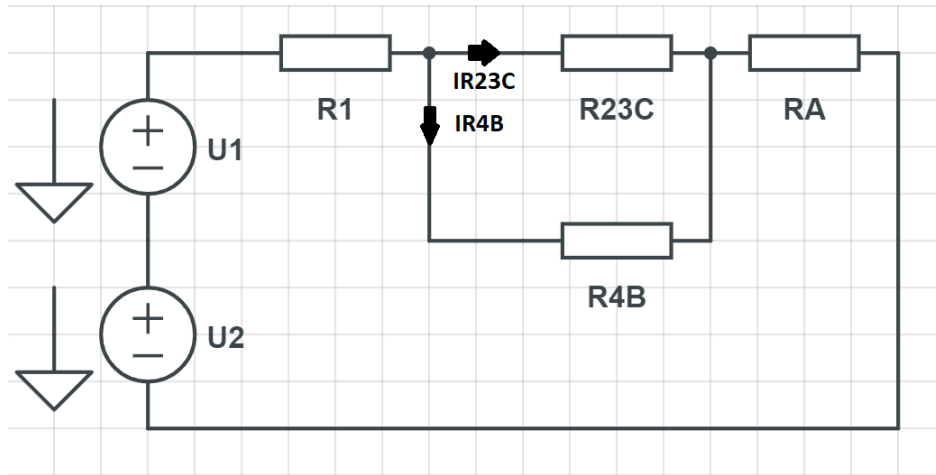 IR23C
R1
R23C
RA
IR4B
U1
+
−
R4B
U2
+
−